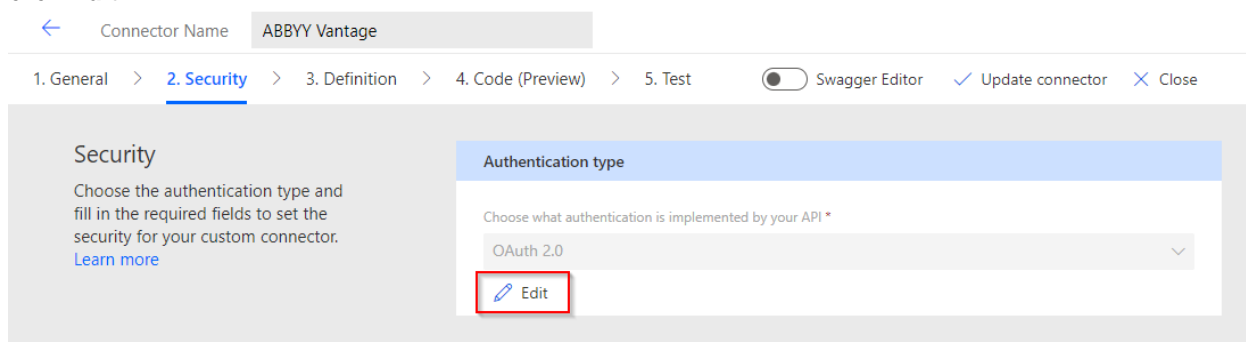 Connector Name ABBYY Vantage
1. General > 2. Security > 3. Definition > 4. Code (Preview) > 5. Test Swagger Editor Update connector Close
Security
Choose the authentication type and
fill in the required fields to set the
security for your custom connector.
Learn more
Authentication type
Choose what authentication is implemented by your API *
OAuth 2.0
Edit